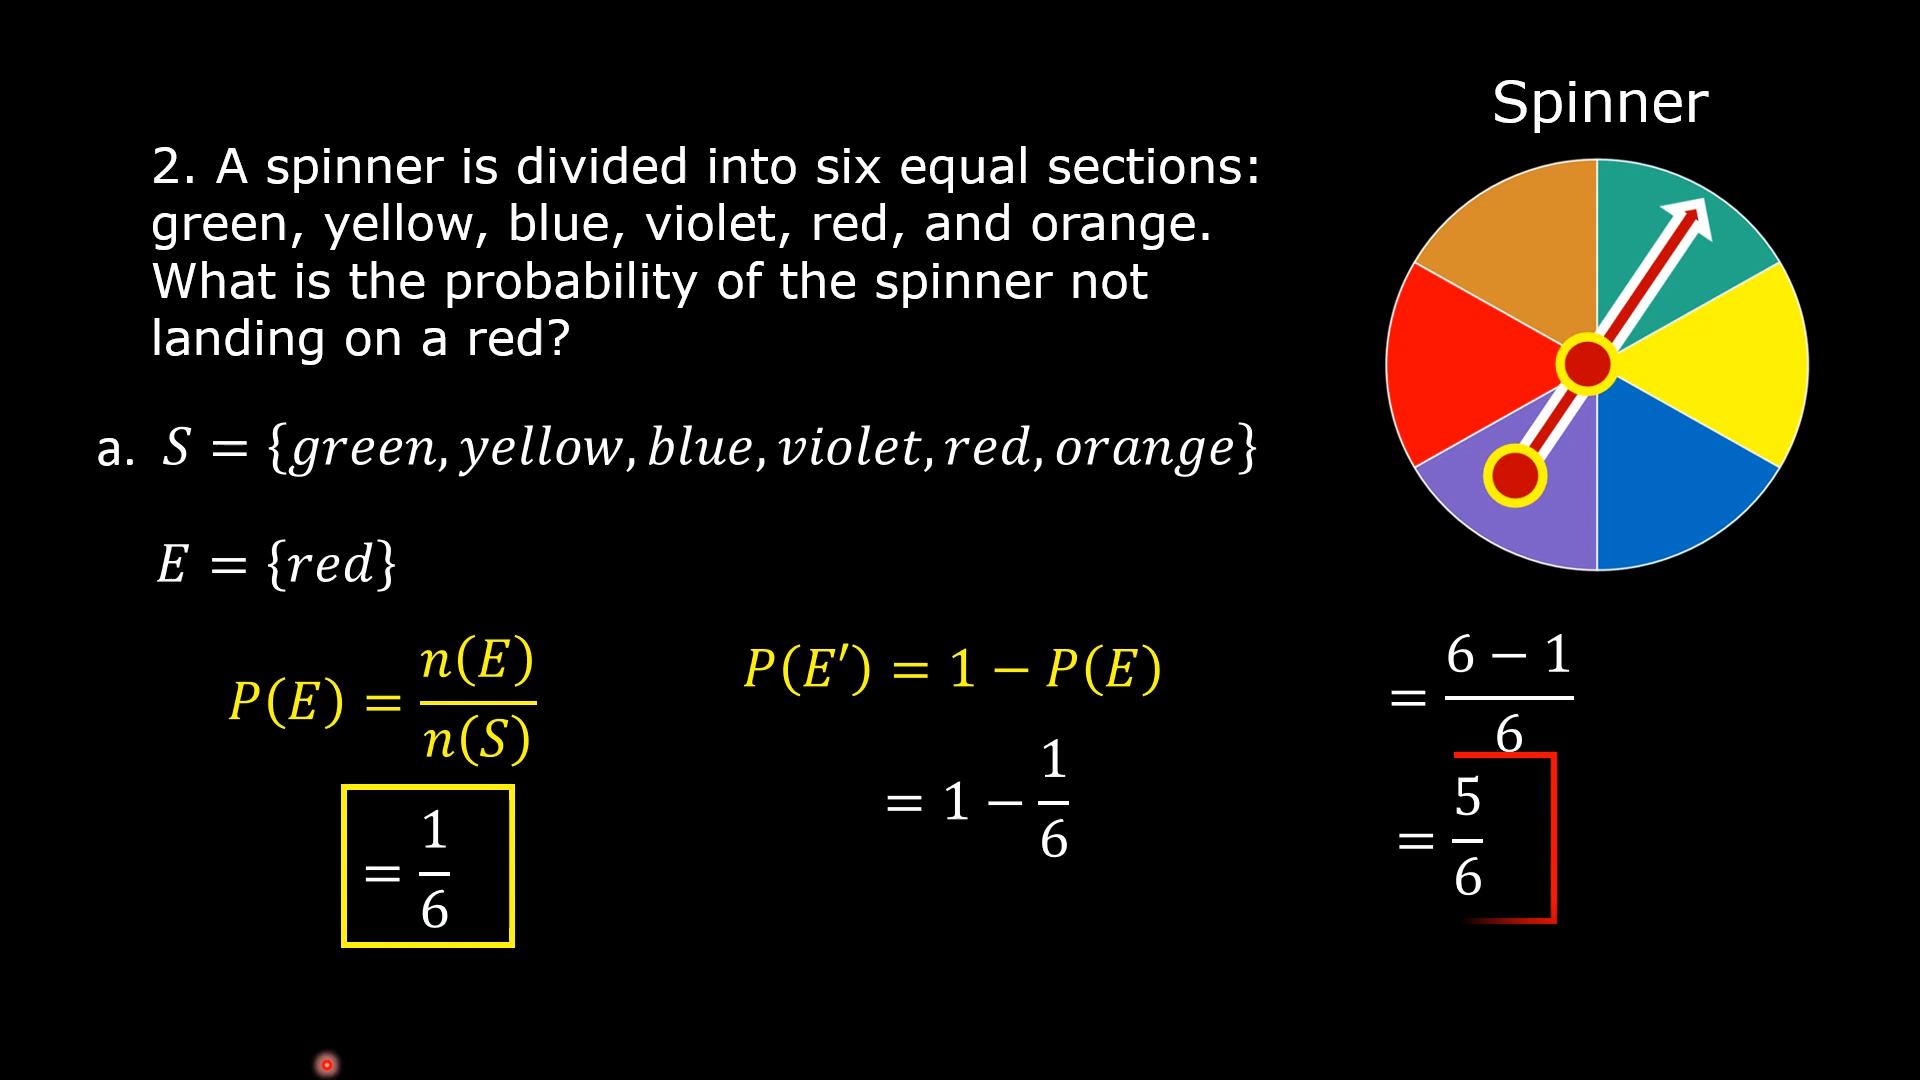 Spinner
2. A spinner is divided into six equal sections:
green, yellow, blue, violet, red, and orange.
What is the probability of the spinner not
landing on a red?
a. S = {green, yellow, blue, violet, red, orange}
E = {red}
P(E) = n(E)/n(S)
= 1/6
P(E′) = 1 − P(E)
= 1 − 1/6
= (6 − 1)/6
= 5/6